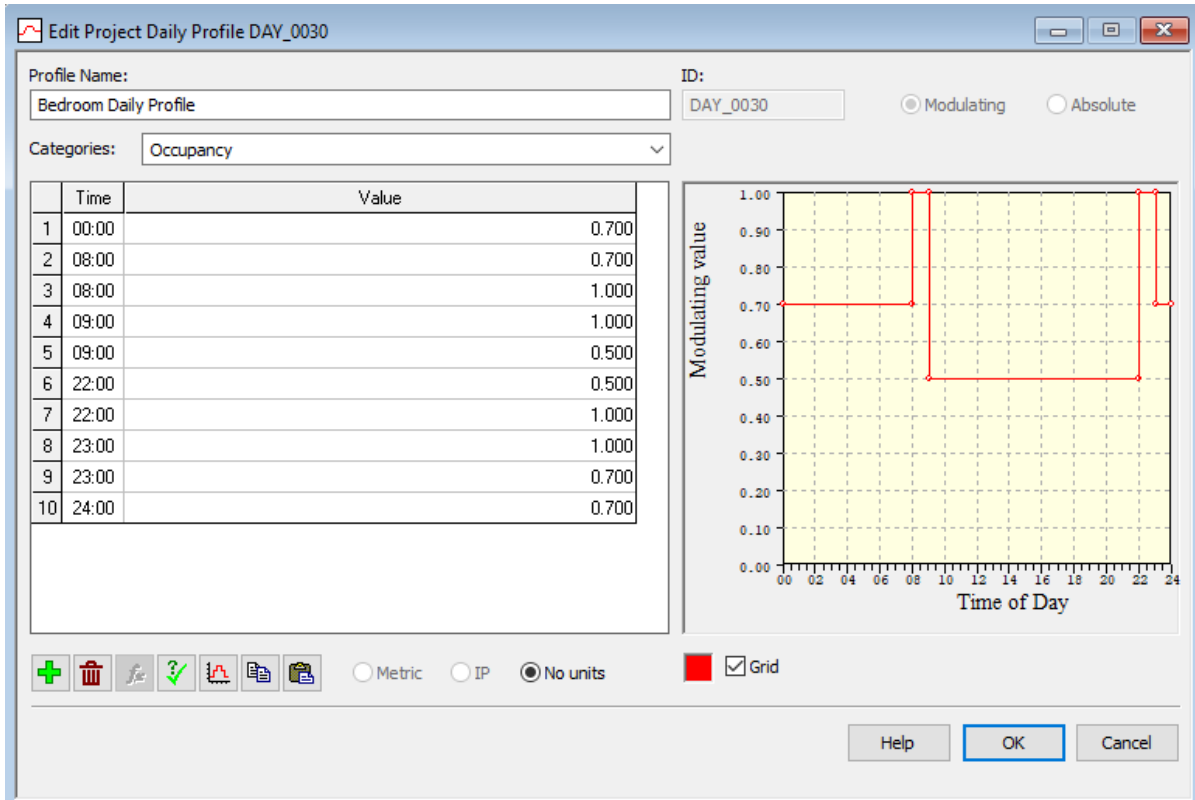 Edit Project Daily Profile DAY_0030
Profile Name:
ID:
Bedroom Daily Profile
DAY_0030
Modulating
Absolute
Categories:
Occupancy
Time Value
1 00:00 0.700
2 08:00 0.700
3 08:00 1.000
4 09:00 1.000
5 09:00 0.500
6 22:00 0.500
7 22:00 1.000
8 23:00 1.000
9 23:00 0.700
10 24:00 0.700
Modulating value
1.00
0.90
0.80
0.70
0.60
0.50
0.40
0.30
0.20
0.10
0.00
00 02 04 06 08 10 12 14 16 18 20 22 24
Time of Day
fx
Metric
IP
No units
Grid
Help
OK
Cancel